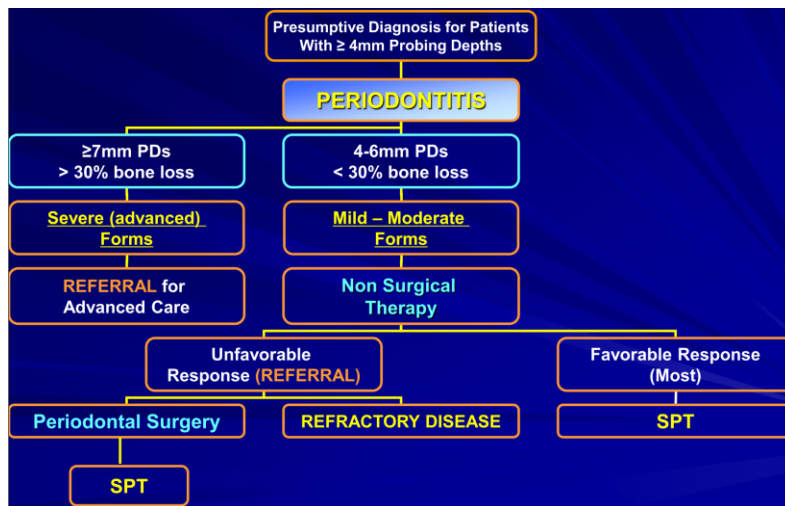 Presumptive Diagnosis for Patients
With ≥ 4mm Probing Depths
PERIODONTITIS
≥7mm PDs
> 30% bone loss
4-6mm PDs
< 30% bone loss
Severe (advanced)
Forms
Mild – Moderate
Forms
REFERRAL for
Advanced Care
Non Surgical
Therapy
Unfavorable
Response (REFERRAL)
Favorable Response
(Most)
Periodontal Surgery
REFRACTORY DISEASE
SPT
SPT